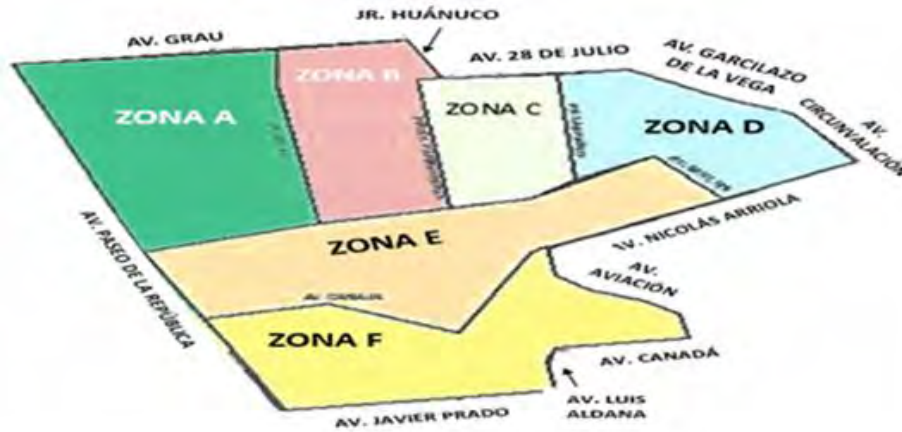 JR. HUÁNUCO
AV. GRAU
AV. 28 DE JULIO
AV. GARCILAZO
DE LA VEGA
AV.
CIRCUNVALACIÓN
ZONA A
ZONA B
ZONA C
ZONA D
AV. PASEO DE LA REPÚBLICA
ZONA E
AV. NICOLÁS ARRIOLA
AV.
AVIACIÓN
ZONA F
AV. CANADÁ
AV. JAVIER PRADO
AV. LUIS
ALDANA